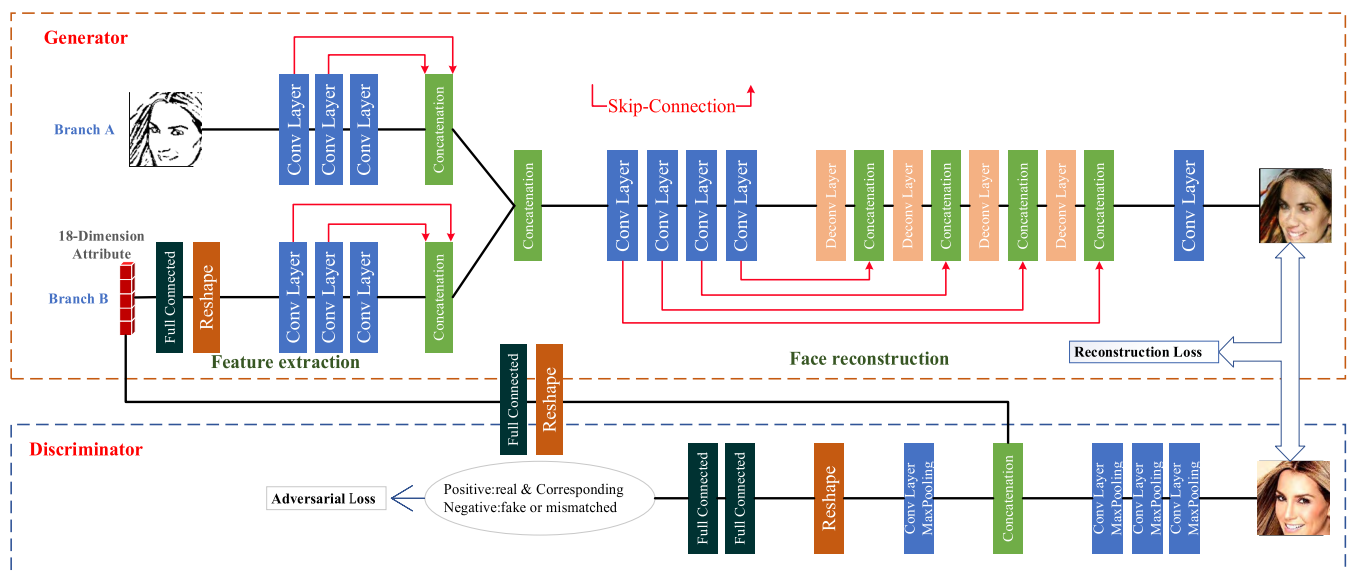 Generator
Branch A
Conv Layer
Conv Layer
Conv Layer
Concatenation
Skip-Connection
18-Dimension
Attribute
Branch B
Full Connected
Reshape
Conv Layer
Conv Layer
Conv Layer
Concatenation
Concatenation
Conv Layer
Conv Layer
Conv Layer
Conv Layer
Deconv Layer
Concatenation
Deconv Layer
Concatenation
Deconv Layer
Concatenation
Deconv Layer
Concatenation
Conv Layer
Feature extraction
Face reconstruction
Reconstruction Loss
Full Connected
Reshape
Discriminator
Adversarial Loss
Positive:real & Corresponding
Negative:fake or mismatched
Full Connected
Full Connected
Reshape
Conv Layer
MaxPooling
Concatenation
Conv Layer
MaxPooling
Conv Layer
MaxPooling
Conv Layer
MaxPooling